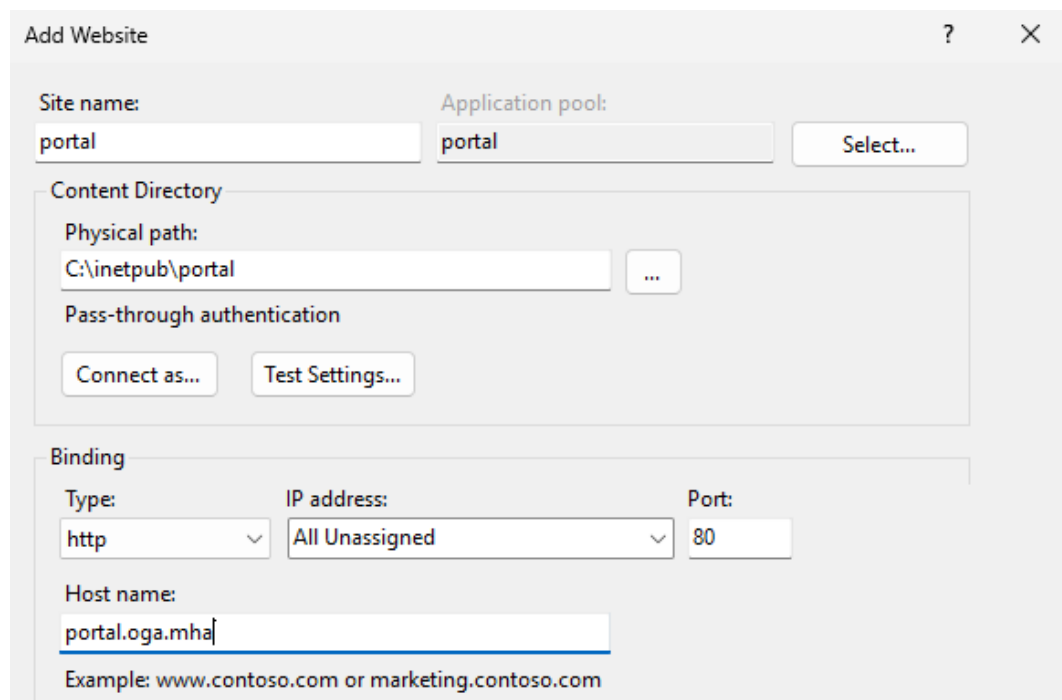 Add Website ?
Site name: Application pool:
portal portal Select...
Content Directory
Physical path:
C:\inetpub\portal ...
Pass-through authentication
Connect as... Test Settings...
Binding
Type: IP address: Port:
http All Unassigned 80
Host name:
portal.oga.mha
Example: www.contoso.com or marketing.contoso.com